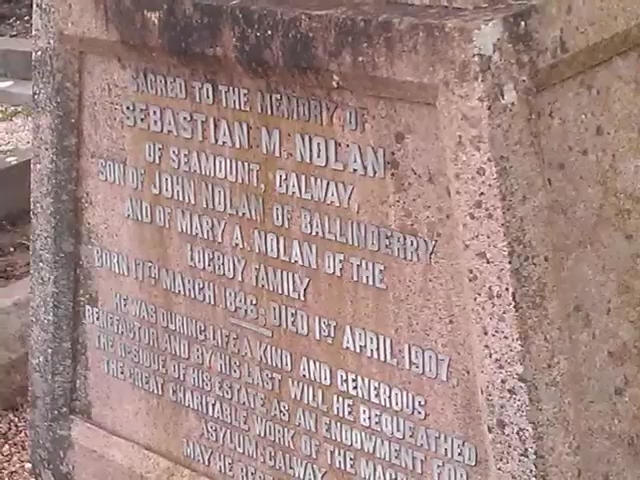 SACRED TO THE MEMORY OF
SEBASTIAN M. NOLAN
OF SEAMOUNT, GALWAY,
SON OF JOHN NOLAN OF BALLINDERRY
AND OF MARY A. NOLAN OF THE
LOGBOY FAMILY
BORN 17TH MARCH 1846; DIED 1ST APRIL 1907,
HE WAS DURING LIFE A KIND AND GENEROUS
BENEFACTOR AND BY HIS LAST WILL HE BEQUEATHED
THE RESIDUE OF HIS ESTATE AS AN ENDOWMENT FOR
THE GREAT CHARITABLE WORK OF THE
ASYLUM, GALWAY
MAY HE